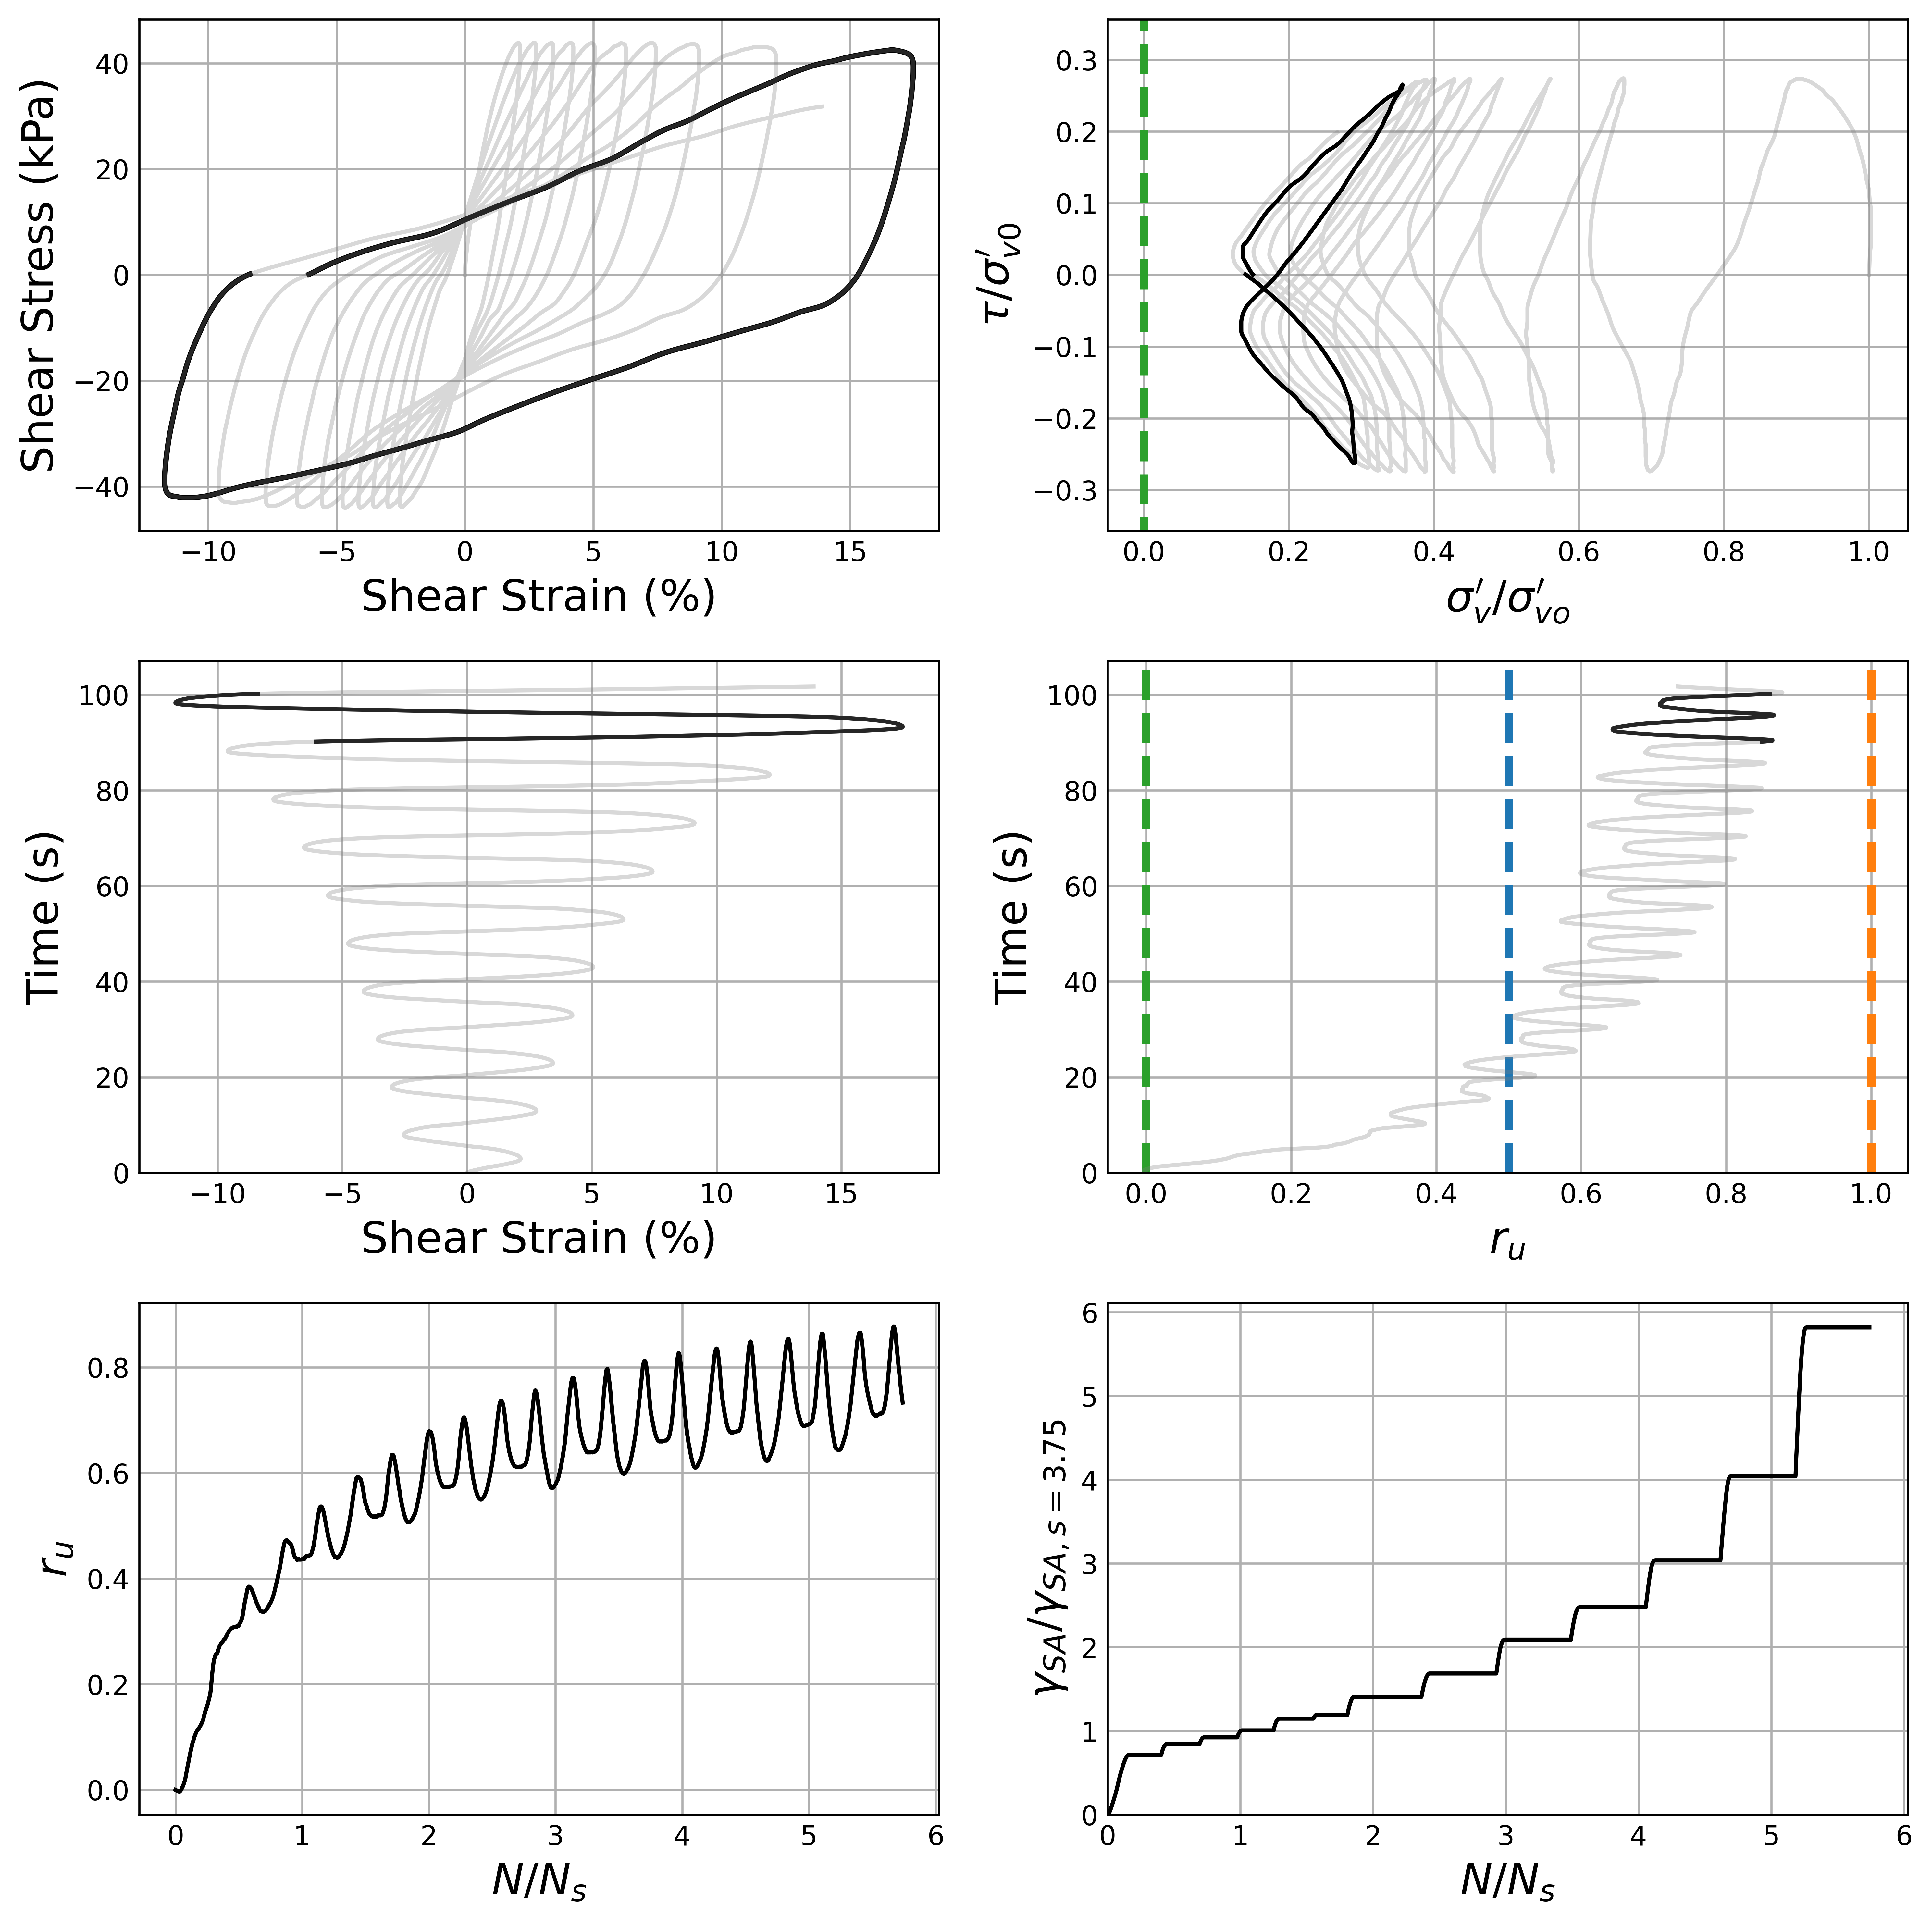 40
20
0
−20
−40
Shear Stress (kPa)
−10 −5 0 5 10 15
Shear Strain (%)
0.3
0.2
0.1
0.0
−0.1
−0.2
−0.3
τ/σ′v0
0.0 0.2 0.4 0.6 0.8 1.0
σ′v/σ′vo
100
80
60
40
20
0
Time (s)
−10 −5 0 5 10 15
Shear Strain (%)
100
80
60
40
20
0
Time (s)
0.0 0.2 0.4 0.6 0.8 1.0
ru
0.8
0.6
0.4
0.2
0.0
ru
0 1 2 3 4 5 6
N/Ns
6
5
4
3
2
1
0
γSA/γSA, s = 3.75
0 1 2 3 4 5 6
N/Ns